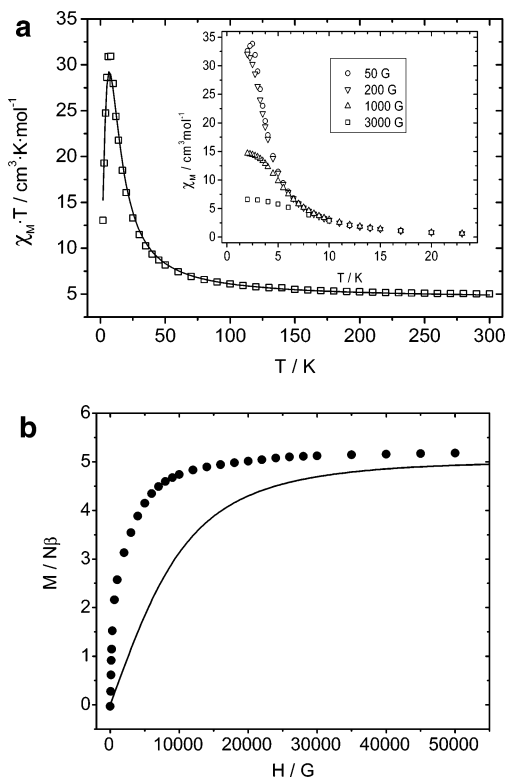 a
χM·T / cm3·K·mol-1
35
30
25
20
15
10
5
0 50 100 150 200 250 300
T / K
χM / cm3mol-1
35
30
25
20
15
10
5
0
0 5 10 15 20
T / K
50 G
200 G
1000 G
3000 G
b
M / Nβ
6
5
4
3
2
1
0
0 10000 20000 30000 40000 50000
H / G